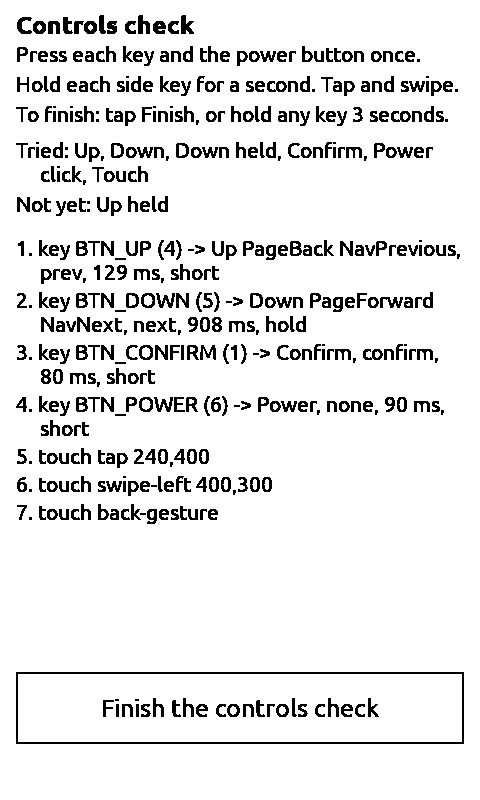 Controls check
Press each key and the power button once.
Hold each side key for a second. Tap and swipe.
To finish: tap Finish, or hold any key 3 seconds.
Tried: Up, Down, Down held, Confirm, Power
click, Touch
Not yet: Up held
1. key BTN_UP (4) -> Up PageBack NavPrevious,
prev, 129 ms, short
2. key BTN_DOWN (5) -> Down PageForward
NavNext, next, 908 ms, hold
3. key BTN_CONFIRM (1) -> Confirm, confirm,
80 ms, short
4. key BTN_POWER (6) -> Power, none, 90 ms,
short
5. touch tap 240,400
6. touch swipe-left 400,300
7. touch back-gesture
Finish the controls check